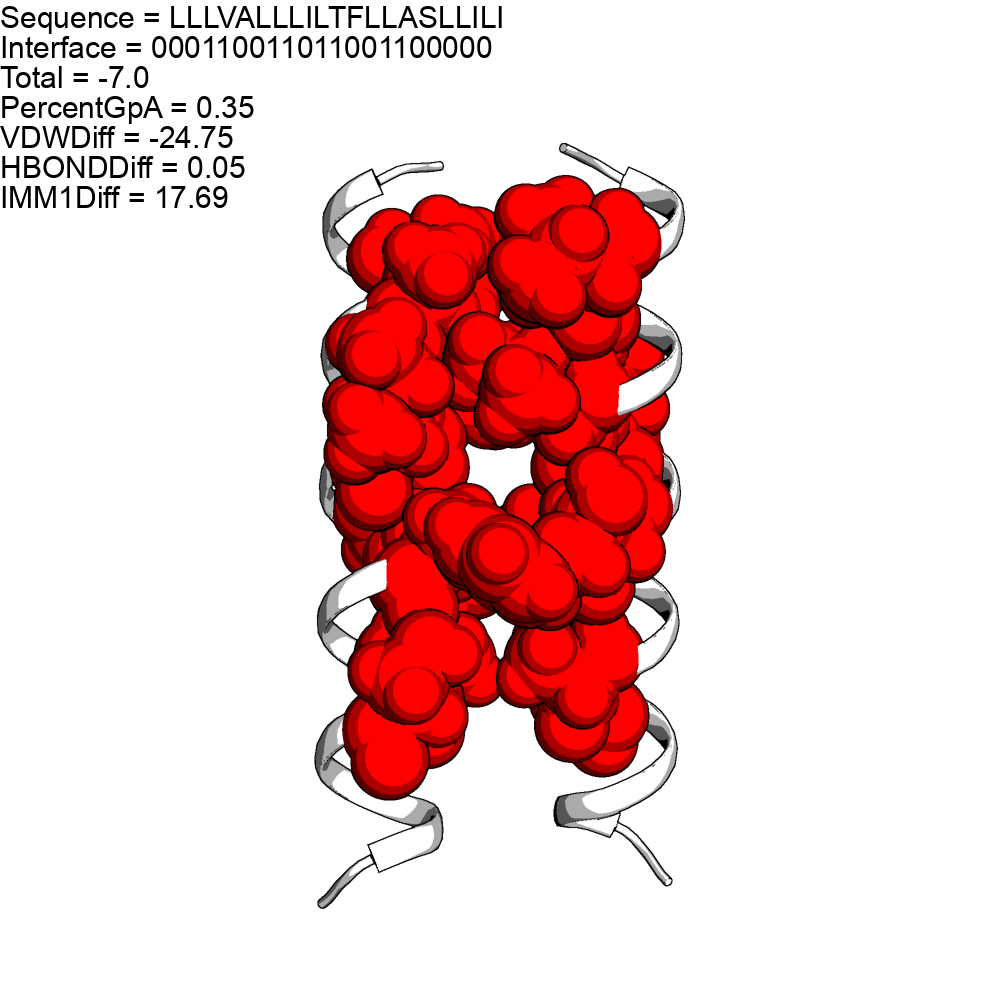 Sequence = LLLVALLLILTFLLASLLILI
Interface = 000110011011001100000
Total = -7.0
PercentGpA = 0.35
VDWDiff = -24.75
HBONDDiff = 0.05
IMM1Diff = 17.69